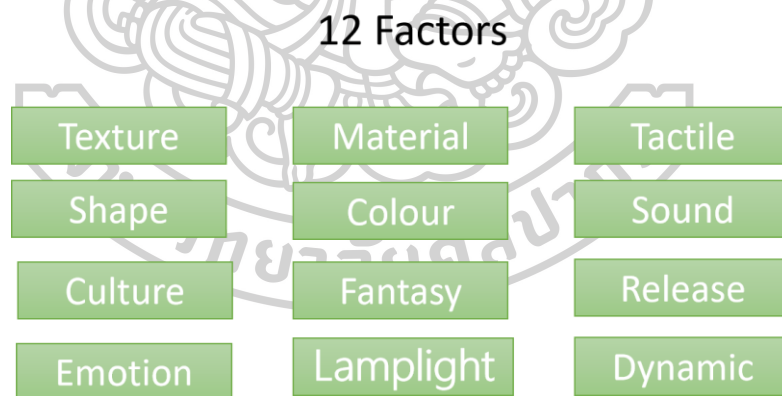 12 Factors
Texture Material Tactile
Shape Colour Sound
Culture Fantasy Release
Emotion Lamplight Dynamic